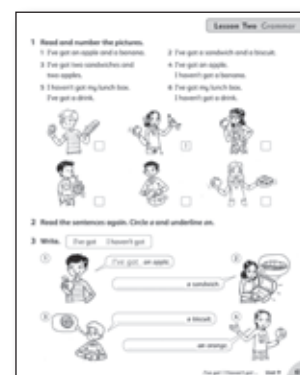 Lesson Two Grammar
1 Read and number the pictures.
1 I've got an apple and a banana.
2 I've got a sandwich and a biscuit.
3 I've got two sandwiches and
two apples.
4 I've got an apple.
I haven't got a banana.
5 I haven't got my lunch box.
I've got a drink.
6 I've got my lunch box.
I haven't got a drink.
1
2 Read the sentences again. Circle a and underline an.
3 Write.
I've got I haven't got
1
I've got an apple.
2
a sandwich.
3
a biscuit.
an orange.